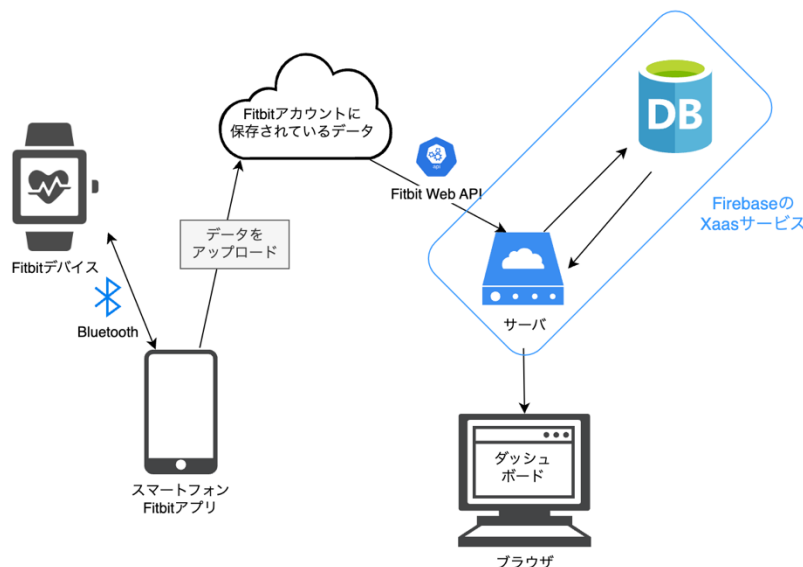 Fitbitアカウントに
保存されているデータ
DB
API
Fitbit Web API
Firebaseの
Xaasサービス
データを
アップロード
Fitbitデバイス
Bluetooth
サーバ
スマートフォン
Fitbitアプリ
ダッシュ
ボード
ブラウザ